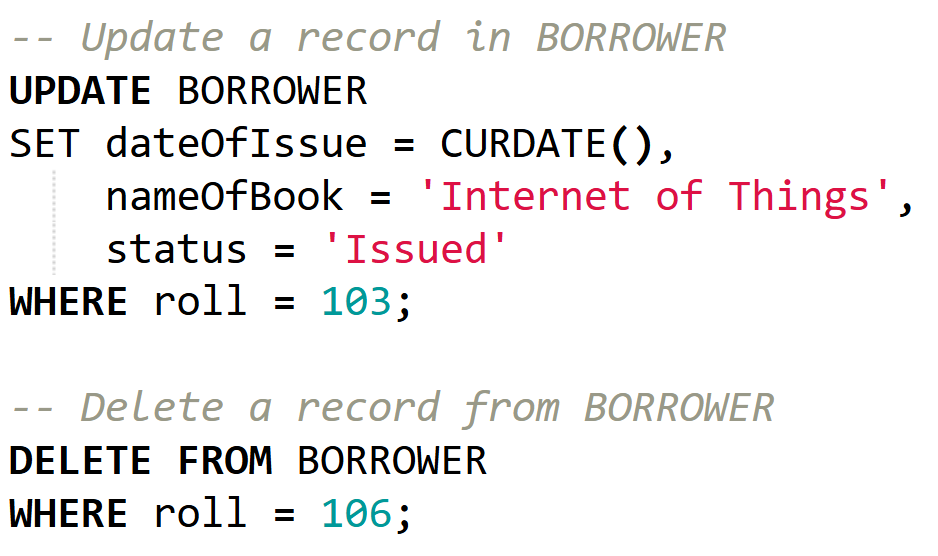 -- Update a record in BORROWER
UPDATE BORROWER
SET dateOfIssue = CURDATE(),
    nameOfBook = 'Internet of Things',
    status = 'Issued'
WHERE roll = 103;

-- Delete a record from BORROWER
DELETE FROM BORROWER
WHERE roll = 106;